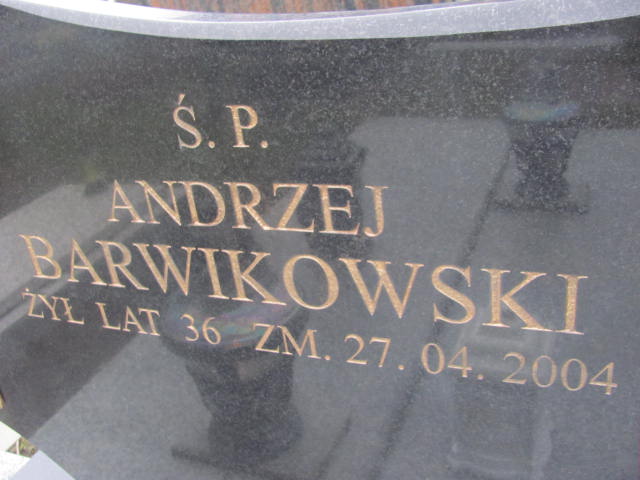 Ś. P.
ANDRZEJ
BARWIKOWSKI
ŻYŁ LAT 36 ZM. 27. 04. 2004